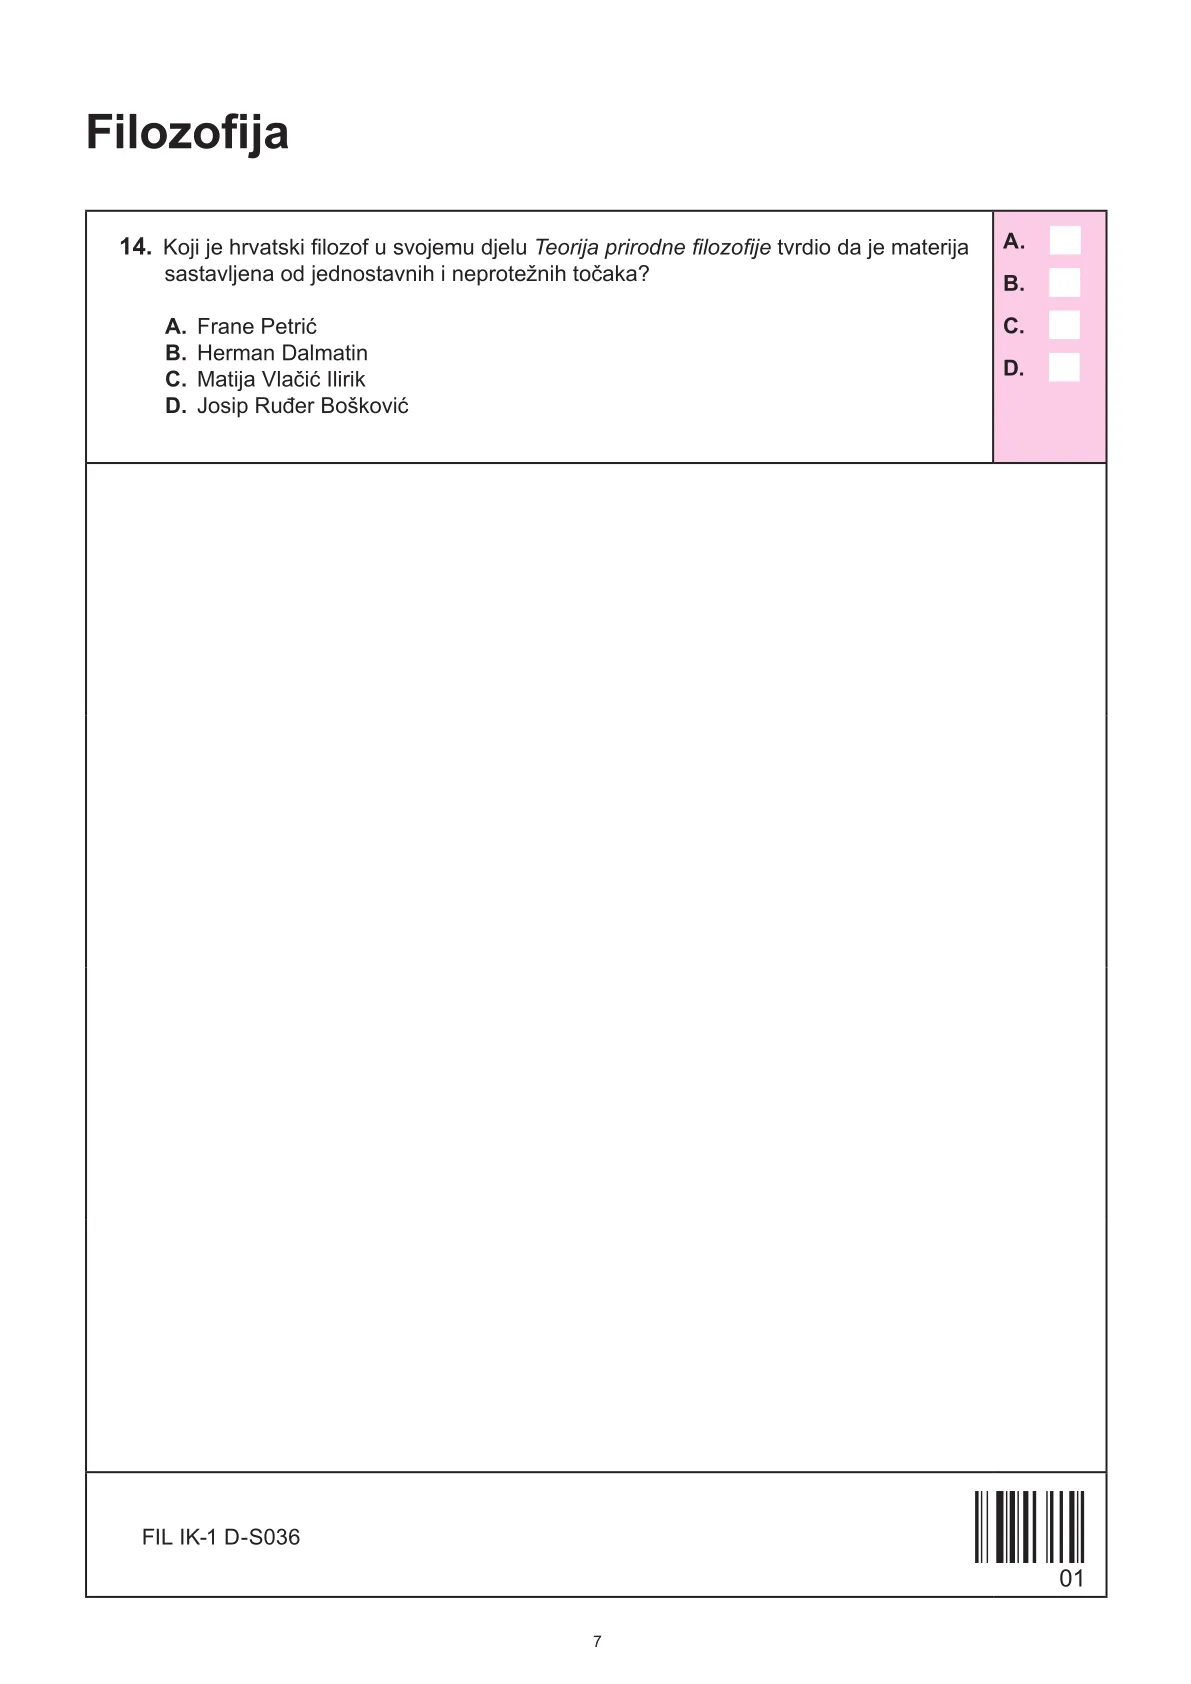 Filozofija
14. Koji je hrvatski filozof u svojemu djelu Teorija prirodne filozofije tvrdio da je materija
sastavljena od jednostavnih i neprotežnih točaka?
A. Frane Petrić
B. Herman Dalmatin
C. Matija Vlačić Ilirik
D. Josip Ruđer Bošković
A.
B.
C.
D.
FIL IK-1 D-S036
01
7